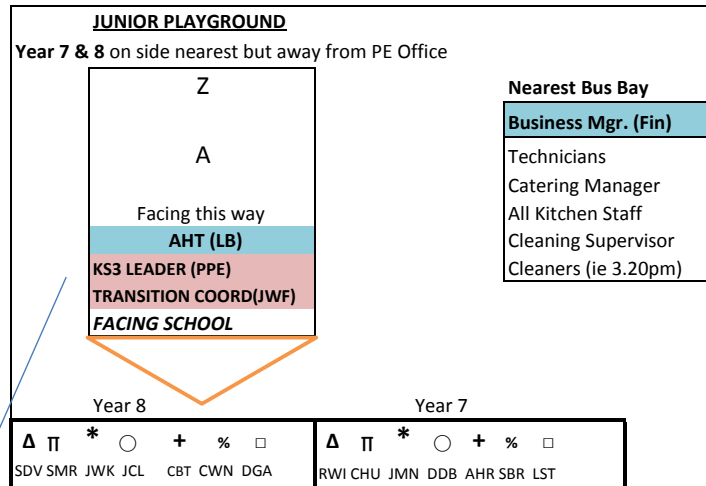 JUNIOR PLAYGROUND
Year 7 & 8 on side nearest but away from PE Office
Z
A
Facing this way
AHT (LB)
KS3 LEADER (PPE)
TRANSITION COORD(JWF)
FACING SCHOOL
Nearest Bus Bay
Business Mgr. (Fin)
Technicians
Catering Manager
All Kitchen Staff
Cleaning Supervisor
Cleaners (ie 3.20pm)
Year 8
Δ π * ○ + % □
SDV SMR JWK JCL CBT CWN DGA
Year 7
Δ π * ○ + % □
RWI CHU JMN DDB AHR SBR LST